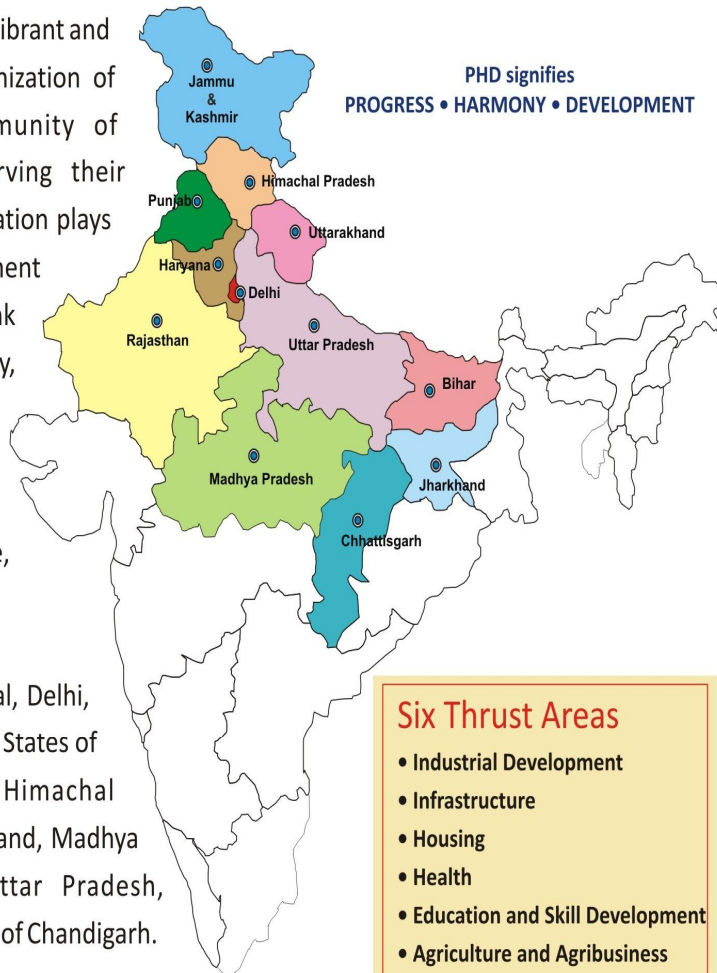 ibrant and
nization of
munity of
rving their
ation plays
nent
nk
y,
e,
al, Delhi,
States of
Himachal
and, Madhya
ttar Pradesh,
of Chandigarh.
PHD signifies
PROGRESS • HARMONY • DEVELOPMENT
Jammu
&
Kashmir
Himachal Pradesh
Punjab
Uttarakhand
Haryana
Delhi
Rajasthan
Uttar Pradesh
Bihar
Madhya Pradesh
Jharkhand
Chhattisgarh
Six Thrust Areas
• Industrial Development
• Infrastructure
• Housing
• Health
• Education and Skill Development
• Agriculture and Agribusiness